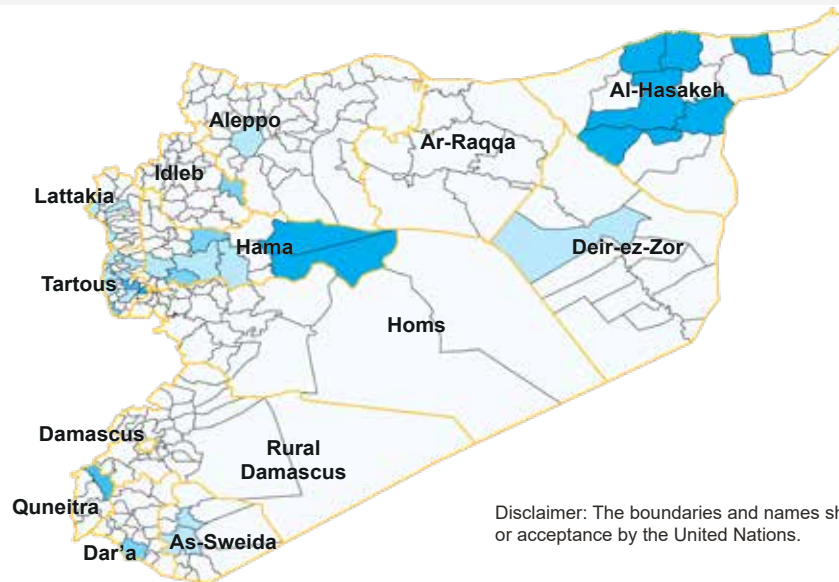 Al-Hasakeh
Aleppo
Ar-Raqqa
Idleb
Lattakia
Hama
Deir-ez-Zor
Tartous
Homs
Damascus
Rural
Damascus
Quneitra
Disclaimer: The boundaries and names
or acceptance by the United Nations.
As-Sweida
Dar’a